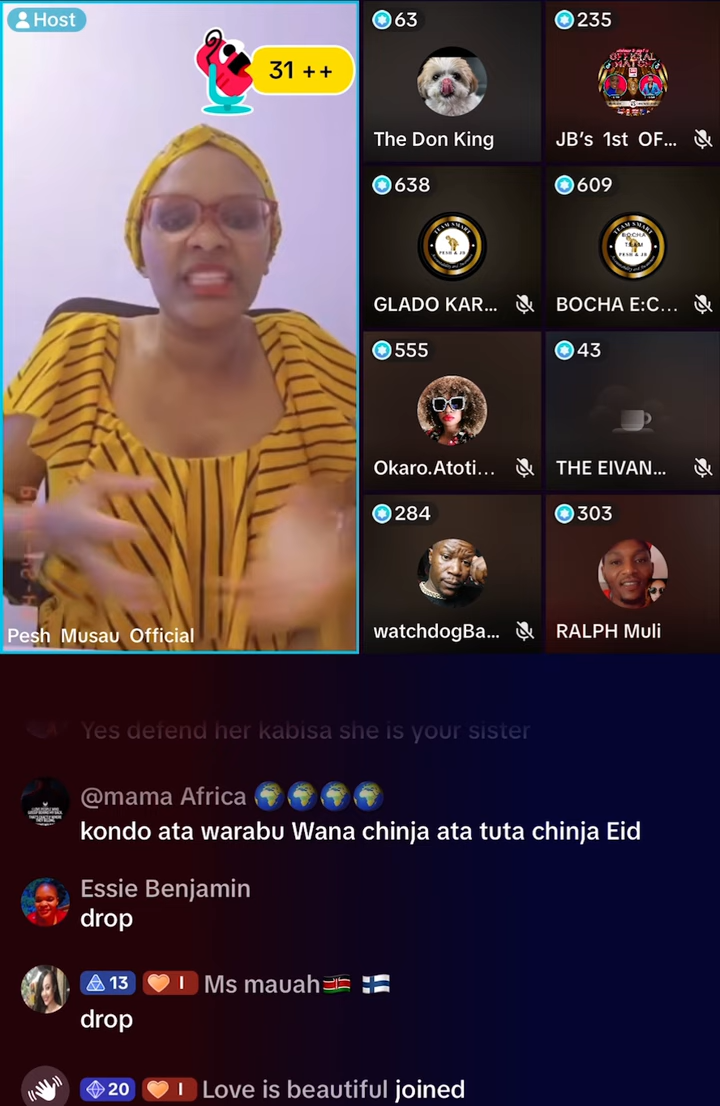 Host
31 ++
Pesh Musau Official
63
The Don King
235
JB's 1st OF...
638
GLADO KAR...
609
BOCHA E:C...
555
Okaro.Atoti...
43
THE EIVAN...
284
watchdogBa...
303
RALPH Muli
Yes defend her kabisa she is your sister
@mama Africa 🌍🌍🌍🌍
kondo ata warabu Wana chinja ata tuta chinja Eid
Essie Benjamin
drop
13 I Ms mauah🇰🇪 🇫🇮
drop
20 I Love is beautiful joined